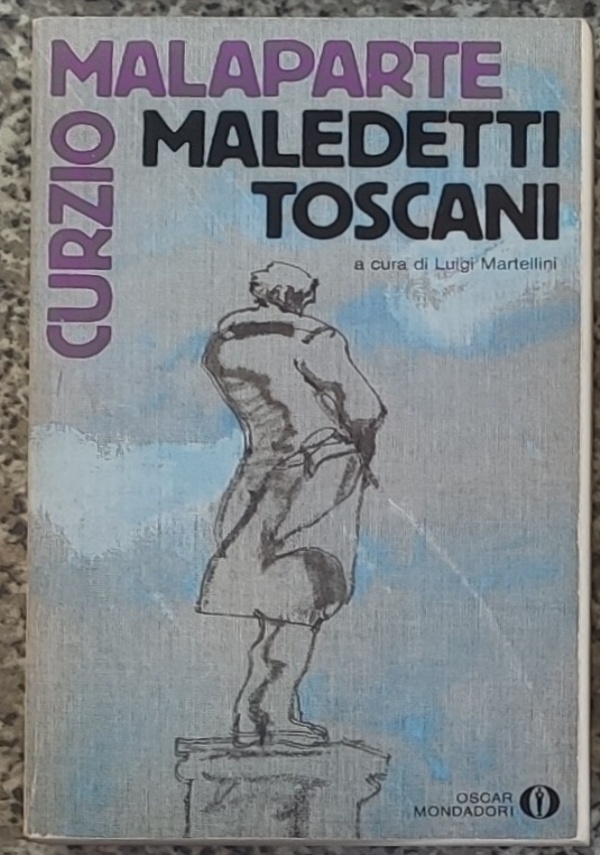 CURZIO
MALAPARTE
MALEDETTI
TOSCANI
a cura di Luigi Martellini
OSCAR
MONDADORI